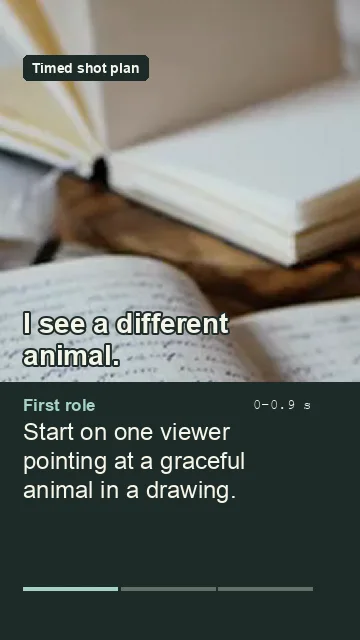 Timed shot plan
I see a different
animal.
First role
0–0.9 s
Start on one viewer
pointing at a graceful
animal in a drawing.